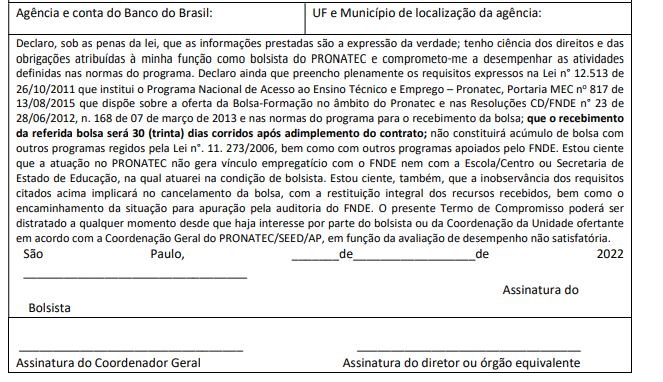 Agência e conta do Banco do Brasil: UF e Município de localização da agência:
Declaro, sob as penas da lei, que as informações prestadas são a expressão da verdade; tenho ciência dos direitos e das
obrigações atribuídas à minha função como bolsista do PRONATEC e comprometo-me a desempenhar as atividades
definidas nas normas do programa. Declaro ainda que preencho plenamente os requisitos expressos na Lei n° 12.513 de
26/10/2011 que institui o Programa Nacional de Acesso ao Ensino Técnico e Emprego – Pronatec, Portaria MEC nº 817 de
13/08/2015 que dispõe sobre a oferta da Bolsa-Formação no âmbito do Pronatec e nas Resoluções CD/FNDE n° 23 de
28/06/2012, n. 168 de 07 de março de 2013 e nas normas do programa para o recebimento da bolsa; que o recebimento
da referida bolsa será 30 (trinta) dias corridos após adimplemento do contrato; não constituirá acúmulo de bolsa com
outros programas regidos pela Lei n°. 11. 273/2006, bem como com outros programas apoiados pelo FNDE. Estou ciente
que a atuação no PRONATEC não gera vínculo empregatício com o FNDE nem com a Escola/Centro ou Secretaria de
Estado de Educação, na qual atuarei na condição de bolsista. Estou ciente, também, que a inobservância dos requisitos
citados acima implicará no cancelamento da bolsa, com a restituição integral dos recursos recebidos, bem como o
encaminhamento da situação para apuração pela auditoria do FNDE. O presente Termo de Compromisso poderá ser
distratado a qualquer momento desde que haja interesse por parte do bolsista ou da Coordenação da Unidade ofertante
em acordo com a Coordenação Geral do PRONATEC/SEED/AP, em função da avaliação de desempenho não satisfatória.
São Paulo, _______de__________________de 2022
__________________________________
Assinatura do
Bolsista
__________________________________ __________________________________
Assinatura do Coordenador Geral Assinatura do diretor ou órgão equivalente